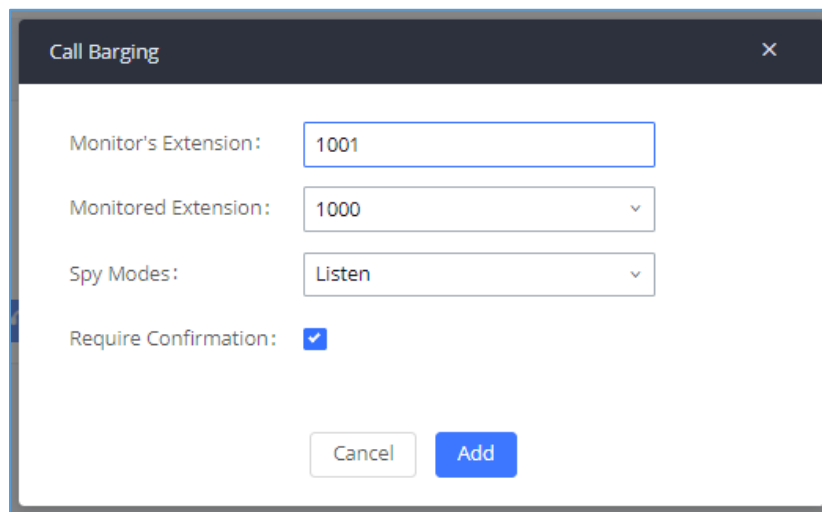 Call Barging
Monitor's Extension: 1001
Monitored Extension: 1000
Spy Modes: Listen
Require Confirmation:
Cancel Add